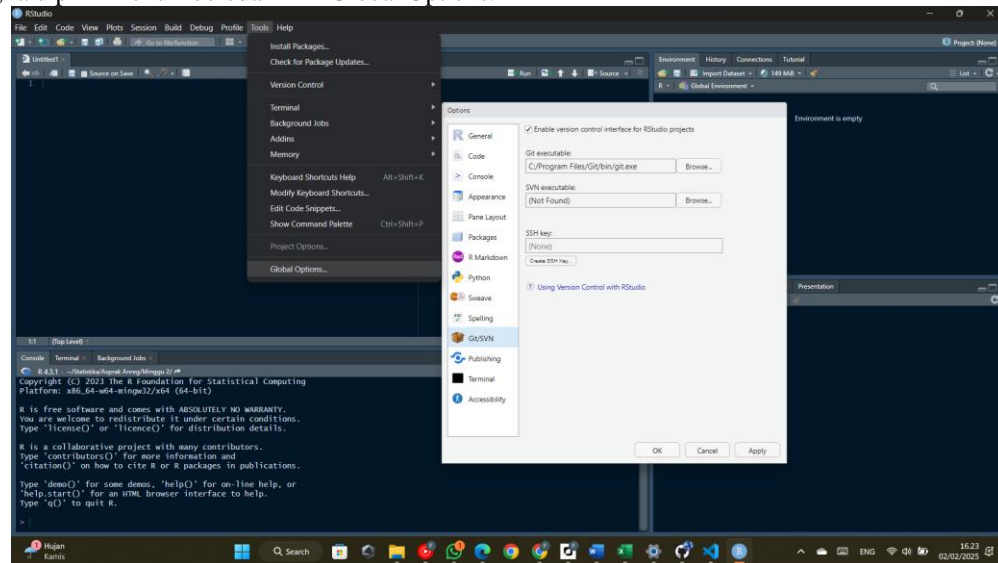 RStudio
File Edit Code View Plots Session Build Debug Profile Tools Help
Go to file/function
Addins
Project: (None)
Untitled1
Source on Save
Run
Source
1
Install Packages...
Check for Package Updates...
Version Control
Terminal
Background Jobs
Addins
Memory
Keyboard Shortcuts Help Alt+Shift+K
Modify Keyboard Shortcuts...
Edit Code Snippets...
Show Command Palette Ctrl+Shift+P
Project Options...
Global Options...
Environment History Connections Tutorial
Import Dataset 149 MiB List
R Global Environment
Environment is empty
Presentation
Options
General
Code
Console
Appearance
Pane Layout
Packages
R Markdown
Python
Sweave
Spelling
Git/SVN
Publishing
Terminal
Accessibility
Enable version control interface for RStudio projects
Git executable:
C:/Program Files/Git/bin/git.exe Browse...
SVN executable:
(Not Found) Browse...
SSH key:
(None)
Create SSH Key...
Using Version Control with RStudio
OK Cancel Apply
1:1 (Top Level)
Console Terminal Background Jobs
R 4.3.1 · ~/Statistika/Asprak Anreg/Minggu 2/
Copyright (C) 2023 The R Foundation for Statistical Computing
Platform: x86_64-w64-mingw32/x64 (64-bit)
R is free software and comes with ABSOLUTELY NO WARRANTY.
You are welcome to redistribute it under certain conditions.
Type 'license()' or 'licence()' for distribution details.
R is a collaborative project with many contributors.
Type 'contributors()' for more information and
'citation()' on how to cite R or R packages in publications.
Type 'demo()' for some demos, 'help()' for on-line help, or
'help.start()' for an HTML browser interface to help.
Type 'q()' to quit R.
>
Hujan
Kamis
Search
ENG
16.23
02/02/2025